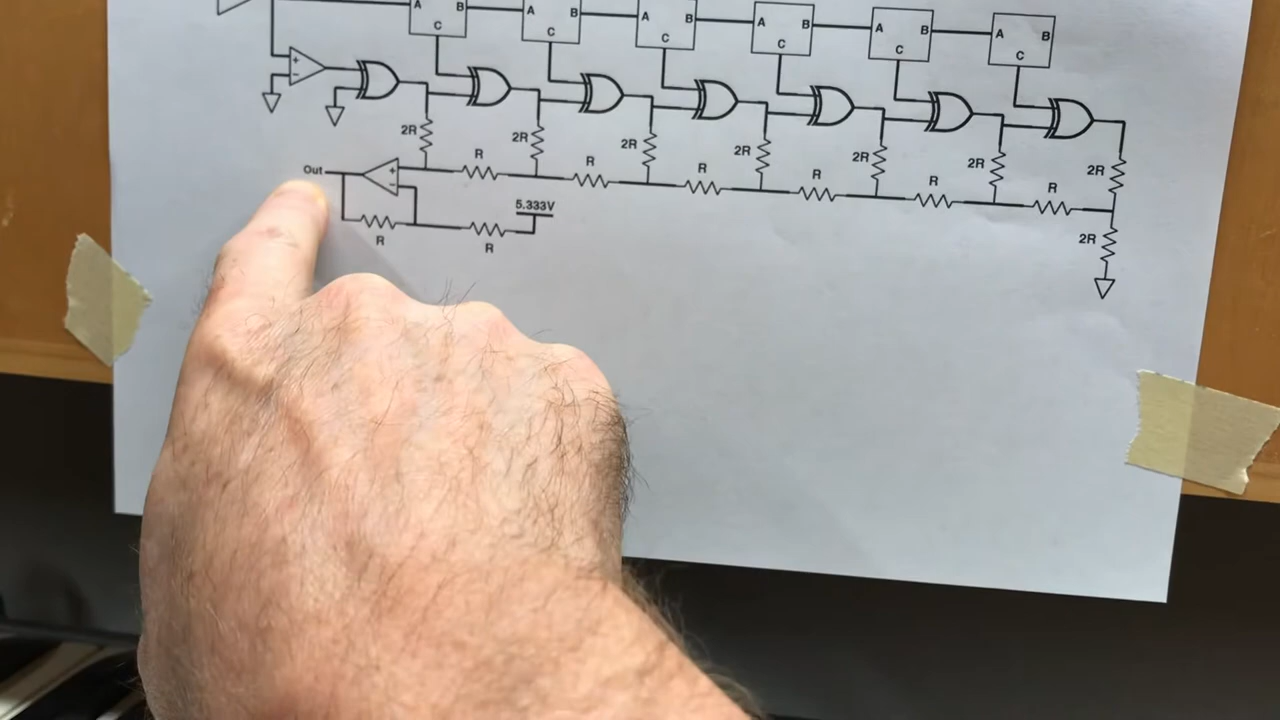 A B A B A B A B A B A B
C C C C C C
+
−
2R 2R 2R 2R 2R 2R 2R
R R R R R R
Out + −
5.333V
R R
2R